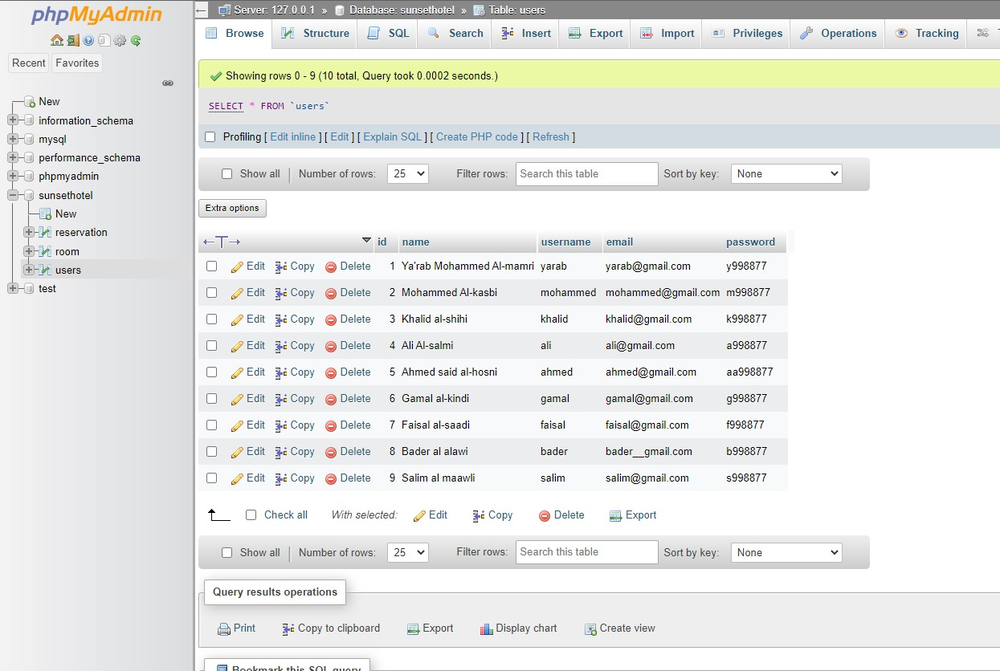 phpMyAdmin
Recent Favorites
New
information_schema
mysql
performance_schema
phpmyadmin
sunsethotel
New
reservation
room
users
test
Server: 127.0.0.1 » Database: sunsethotel » Table: users
Browse Structure SQL Search Insert Export Import Privileges Operations Tracking
Showing rows 0 - 9 (10 total, Query took 0.0002 seconds.)
SELECT * FROM `users`
Profiling [ Edit inline ] [ Edit ] [ Explain SQL ] [ Create PHP code ] [ Refresh ]
Show all Number of rows: 25 Filter rows: Search this table Sort by key: None
Extra options
←T→ id name username email password
Edit Copy Delete 1 Ya'rab Mohammed Al-mamri yarab yarab@gmail.com y998877
Edit Copy Delete 2 Mohammed Al-kasbi mohammed mohammed@gmail.com m998877
Edit Copy Delete 3 Khalid al-shihi khalid khalid@gmail.com k998877
Edit Copy Delete 4 Ali Al-salmi ali ali@gmail.com a998877
Edit Copy Delete 5 Ahmed said al-hosni ahmed ahmed@gmail.com aa998877
Edit Copy Delete 6 Gamal al-kindi gamal gamal@gmail.com g998877
Edit Copy Delete 7 Faisal al-saadi faisal faisal@gmail.com f998877
Edit Copy Delete 8 Bader al alawi bader bader__gmail.com b998877
Edit Copy Delete 9 Salim al maawli salim salim@gmail.com s998877
Check all With selected: Edit Copy Delete Export
Show all Number of rows: 25 Filter rows: Search this table Sort by key: None
Query results operations
Print Copy to clipboard Export Display chart Create view
Bookmark this SQL query